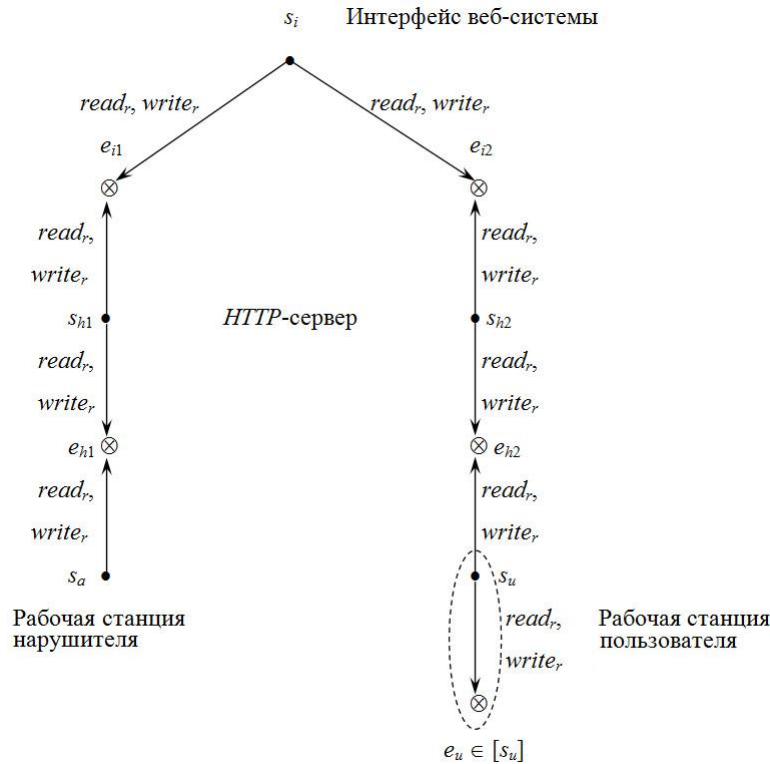 s_i Интерфейс веб-системы
read_r, write_r read_r, write_r
e_i1 e_i2
read_r, read_r,
write_r write_r
s_h1 HTTP-сервер s_h2
read_r, read_r,
write_r write_r
e_h1 e_h2
read_r, read_r,
write_r write_r
s_a s_u
Рабочая станция read_r, Рабочая станция
нарушителя write_r пользователя
e_u ∈ [s_u]